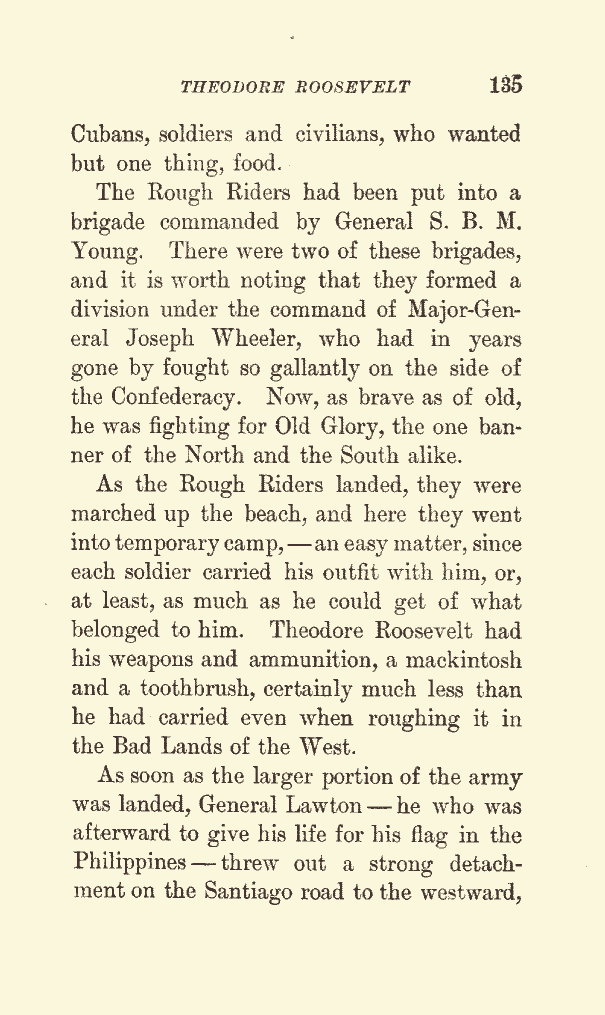 THEODORE ROOSEVELT 135
Cubans, soldiers and civilians, who wanted
but one thing, food.
The Rough Riders had been put into a
brigade commanded by General S. B. M.
Young. There were two of these brigades,
and it is worth noting that they formed a
division under the command of Major-Gen-
eral Joseph Wheeler, who had in years
gone by fought so gallantly on the side of
the Confederacy. Now, as brave as of old,
he was fighting for Old Glory, the one ban-
ner of the North and the South alike.
As the Rough Riders landed, they were
marched up the beach, and here they went
into temporary camp,—an easy matter, since
each soldier carried his outfit with him, or,
at least, as much as he could get of what
belonged to him. Theodore Roosevelt had
his weapons and ammunition, a mackintosh
and a toothbrush, certainly much less than
he had carried even when roughing it in
the Bad Lands of the West.
As soon as the larger portion of the army
was landed, General Lawton — he who was
afterward to give his life for his flag in the
Philippines — threw out a strong detach-
ment on the Santiago road to the westward,